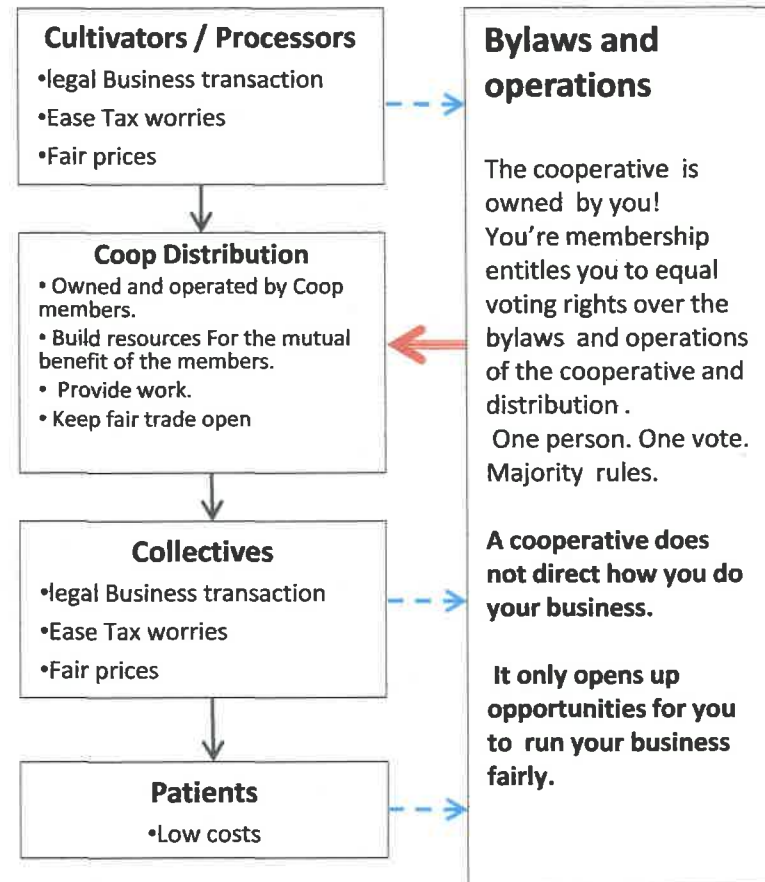 Cultivators / Processors
•legal Business transaction
•Ease Tax worries
•Fair prices
Coop Distribution
• Owned and operated by Coop
members.
• Build resources For the mutual
benefit of the members.
• Provide work.
• Keep fair trade open
Collectives
•legal Business transaction
•Ease Tax worries
•Fair prices
Patients
•Low costs
Bylaws and
operations
The cooperative is
owned by you!
You're membership
entitles you to equal
voting rights over the
bylaws and operations
of the cooperative and
distribution .
One person. One vote.
Majority rules.
A cooperative does
not direct how you do
your business.
It only opens up
opportunities for you
to run your business
fairly.